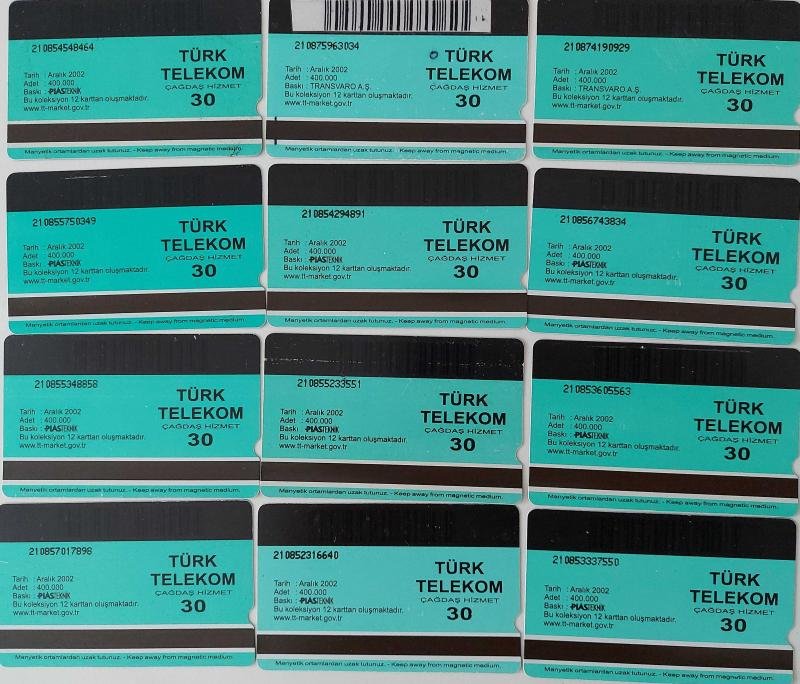 210854548464
TÜRK
TELEKOM
ÇAĞDAŞ HİZMET
30
Tarih : Aralık 2002
Adet : 400.000
Baskı : PLASTEKNİK
Bu koleksiyon 12 karttan oluşmaktadır.
www.tt-market.gov.tr
Manyetik ortamlardan uzak tutunuz. - Keep away from magnetic medium.
210875963034
TÜRK
TELEKOM
ÇAĞDAŞ HİZMET
30
Tarih : Aralık 2002
Adet : 400.000
Baskı : TRANSVARO A.Ş.
Bu koleksiyon 12 karttan oluşmaktadır.
www.tt-market.gov.tr
Manyetik ortamlardan uzak tutunuz. - Keep away from magnetic medium.
210874190929
TÜRK
TELEKOM
ÇAĞDAŞ HİZMET
30
Tarih : Aralık 2002
Adet : 400.000
Baskı : TRANSVARO A.Ş.
Bu koleksiyon 12 karttan oluşmaktadır.
www.tt-market.gov.tr
Manyetik ortamlardan uzak tutunuz. - Keep away from magnetic medium.
210855750349
TÜRK
TELEKOM
ÇAĞDAŞ HİZMET
30
Tarih : Aralık 2002
Adet : 400.000
Baskı : PLASTEKNİK
Bu koleksiyon 12 karttan oluşmaktadır.
www.tt-market.gov.tr
Manyetik ortamlardan uzak tutunuz. - Keep away from magnetic medium.
210854294891
TÜRK
TELEKOM
ÇAĞDAŞ HİZMET
30
Tarih : Aralık 2002
Adet : 400.000
Baskı : PLASTEKNİK
Bu koleksiyon 12 karttan oluşmaktadır.
www.tt-market.gov.tr
Manyetik ortamlardan uzak tutunuz. - Keep away from magnetic medium.
210856743834
TÜRK
TELEKOM
ÇAĞDAŞ HİZMET
30
Tarih : Aralık 2002
Adet : 400.000
Baskı : PLASTEKNİK
Bu koleksiyon 12 karttan oluşmaktadır.
www.tt-market.gov.tr
Manyetik ortamlardan uzak tutunuz. - Keep away from magnetic medium.
210855348858
TÜRK
TELEKOM
ÇAĞDAŞ HİZMET
30
Tarih : Aralık 2002
Adet : 400.000
Baskı : PLASTEKNİK
Bu koleksiyon 12 karttan oluşmaktadır.
www.tt-market.gov.tr
Manyetik ortamlardan uzak tutunuz. - Keep away from magnetic medium.
210855233551
TÜRK
TELEKOM
ÇAĞDAŞ HİZMET
30
Tarih : Aralık 2002
Adet : 400.000
Baskı : PLASTEKNİK
Bu koleksiyon 12 karttan oluşmaktadır.
www.tt-market.gov.tr
Manyetik ortamlardan uzak tutunuz. - Keep away from magnetic medium.
210853605563
TÜRK
TELEKOM
ÇAĞDAŞ HİZMET
30
Tarih : Aralık 2002
Adet : 400.000
Baskı : PLASTEKNİK
Bu koleksiyon 12 karttan oluşmaktadır.
www.tt-market.gov.tr
Manyetik ortamlardan uzak tutunuz. - Keep away from magnetic medium.
210857017898
TÜRK
TELEKOM
ÇAĞDAŞ HİZMET
30
Tarih : Aralık 2002
Adet : 400.000
Baskı : PLASTEKNİK
Bu koleksiyon 12 karttan oluşmaktadır.
www.tt-market.gov.tr
Manyetik ortamlardan uzak tutunuz. - Keep away from magnetic medium.
210852316640
TÜRK
TELEKOM
ÇAĞDAŞ HİZMET
30
Tarih : Aralık 2002
Adet : 400.000
Baskı : PLASTEKNİK
Bu koleksiyon 12 karttan oluşmaktadır.
www.tt-market.gov.tr
Manyetik ortamlardan uzak tutunuz. - Keep away from magnetic medium.
210853337550
TÜRK
TELEKOM
ÇAĞDAŞ HİZMET
30
Tarih : Aralık 2002
Adet : 400.000
Baskı : PLASTEKNİK
Bu koleksiyon 12 karttan oluşmaktadır.
www.tt-market.gov.tr
Manyetik ortamlardan uzak tutunuz. - Keep away from magnetic medium.